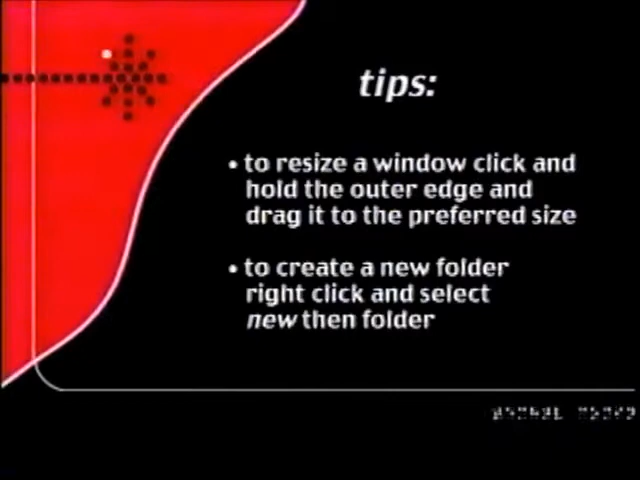 tips:
• to resize a window click and
hold the outer edge and
drag it to the preferred size
• to create a new folder
right click and select
new then folder